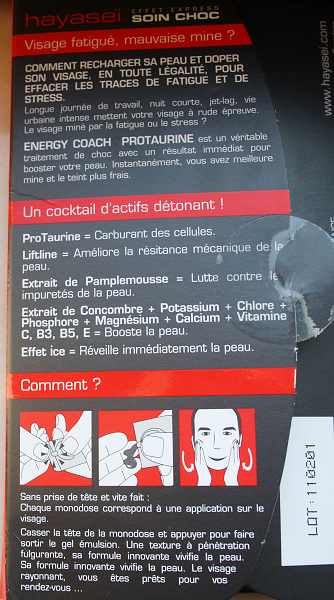 hayaseï EFFET EXPRESS
SOIN CHOC
Visage fatigué, mauvaise mine ?
COMMENT RECHARGER SA PEAU ET DOPER
SON VISAGE, EN TOUTE LÉGALITÉ, POUR
EFFACER LES TRACES DE FATIGUE ET DE
STRESS.
Longue journée de travail, nuit courte, jet-lag, vie
urbaine intense mettent votre visage à rude épreuve.
Le visage miné par la fatigue ou le stress ?
ENERGY COACH PROTAURINE est un véritable
traitement de choc avec un résultat immédiat pour
booster votre peau. Instantanément, vous avez meilleure
mine et le teint plus frais.
Un cocktail d'actifs détonant !
ProTaurine = Carburant des cellules.
Liftline = Améliore la résitance mécanique de la
peau.
Extrait de Pamplemousse = Lutte contre les
impuretés de la peau.
Extrait de Concombre + Potassium + Chlore +
Phosphore + Magnésium + Calcium + Vitamine
C, B3, B5, E = Booste la peau.
Effet ice = Réveille immédiatement la peau.
Comment ?
Sans prise de tête et vite fait :
Chaque monodose correspond à une application sur le
visage.
Casser la tête de la monodose et appuyer pour faire
sortir le gel émulsion. Une texture à pénétration
fulgurante, sa formule innovante vivifie la peau.
Sa formule innovante vivifie la peau. Le visage
rayonnant, vous êtes prêts pour vos
rendez-vous ...
www.hayasei.com
LOT: 110201